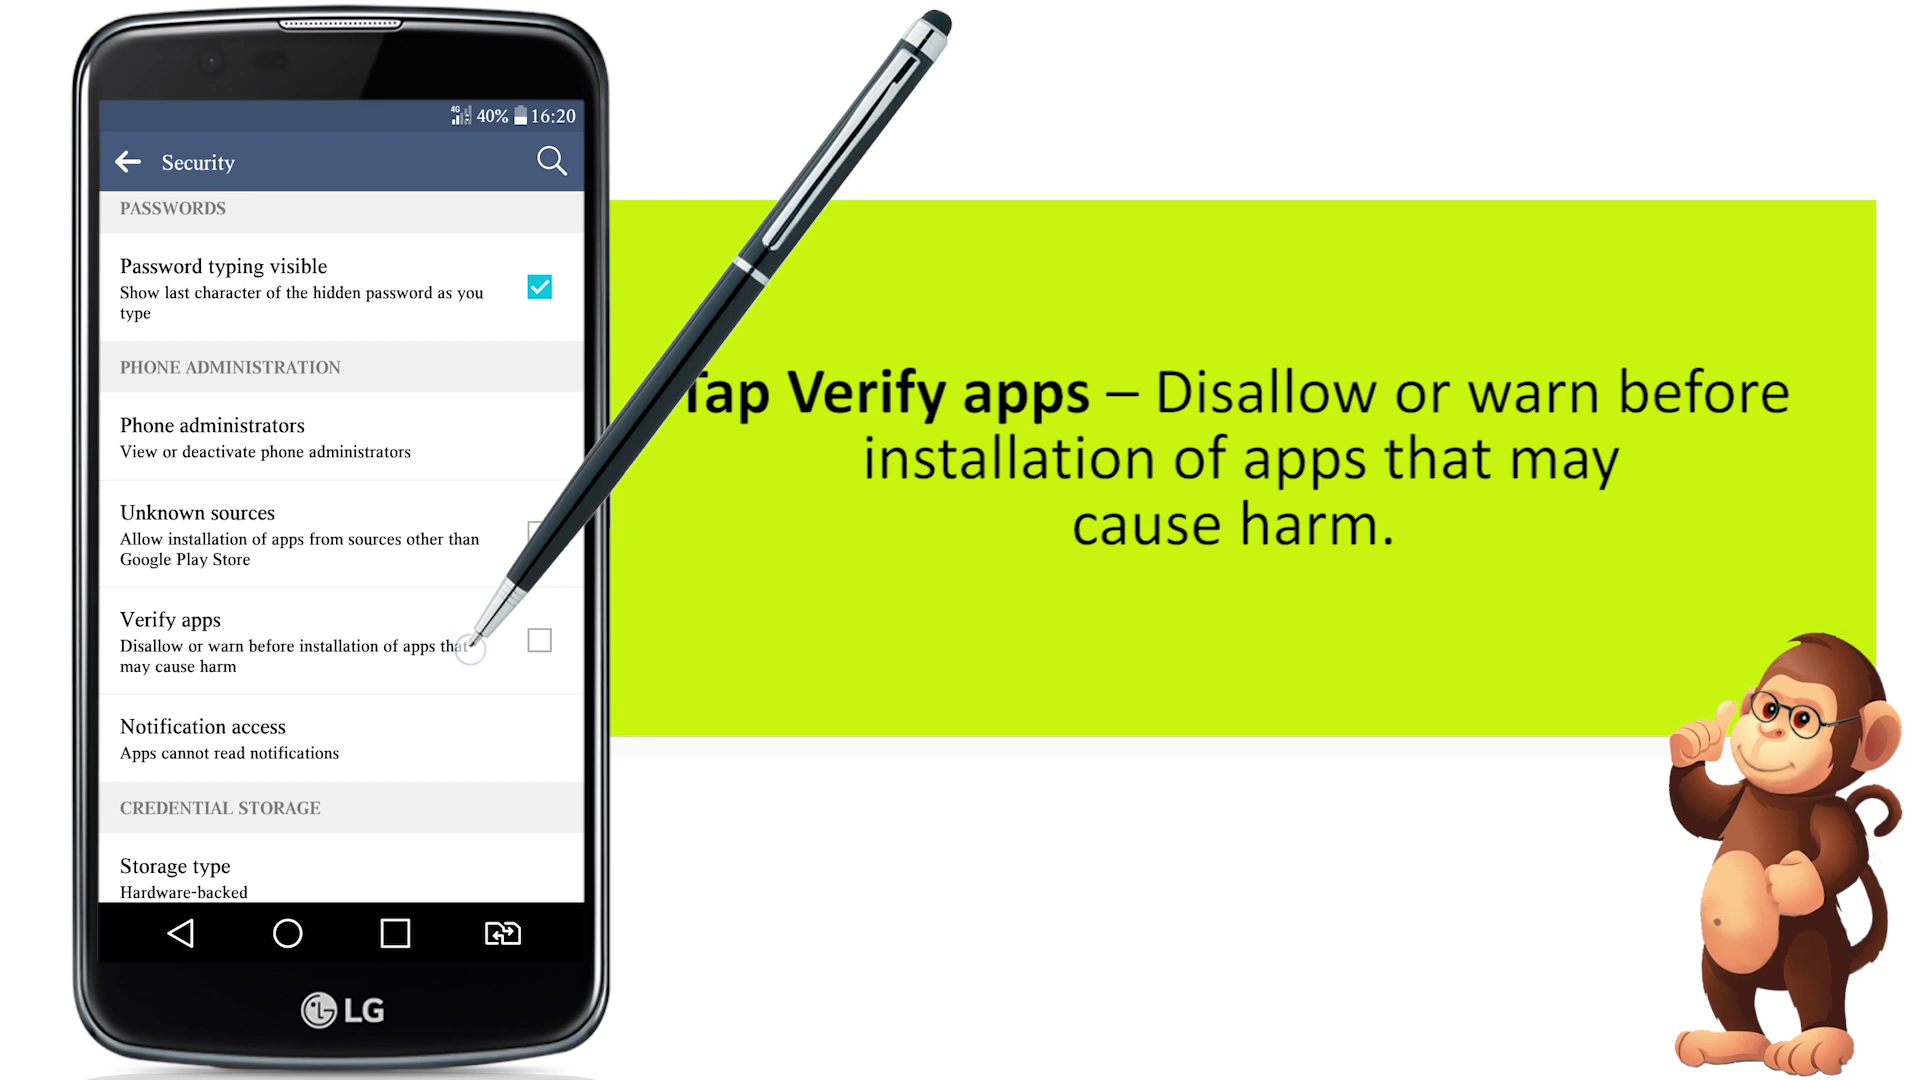 4G 40% 16:20
Security
PASSWORDS
Password typing visible
Show last character of the hidden password as you
type
PHONE ADMINISTRATION
Phone administrators
View or deactivate phone administrators
Unknown sources
Allow installation of apps from sources other than
Google Play Store
Verify apps
Disallow or warn before installation of apps that
may cause harm
Notification access
Apps cannot read notifications
CREDENTIAL STORAGE
Storage type
Hardware-backed
LG
Tap Verify apps – Disallow or warn before
installation of apps that may
cause harm.